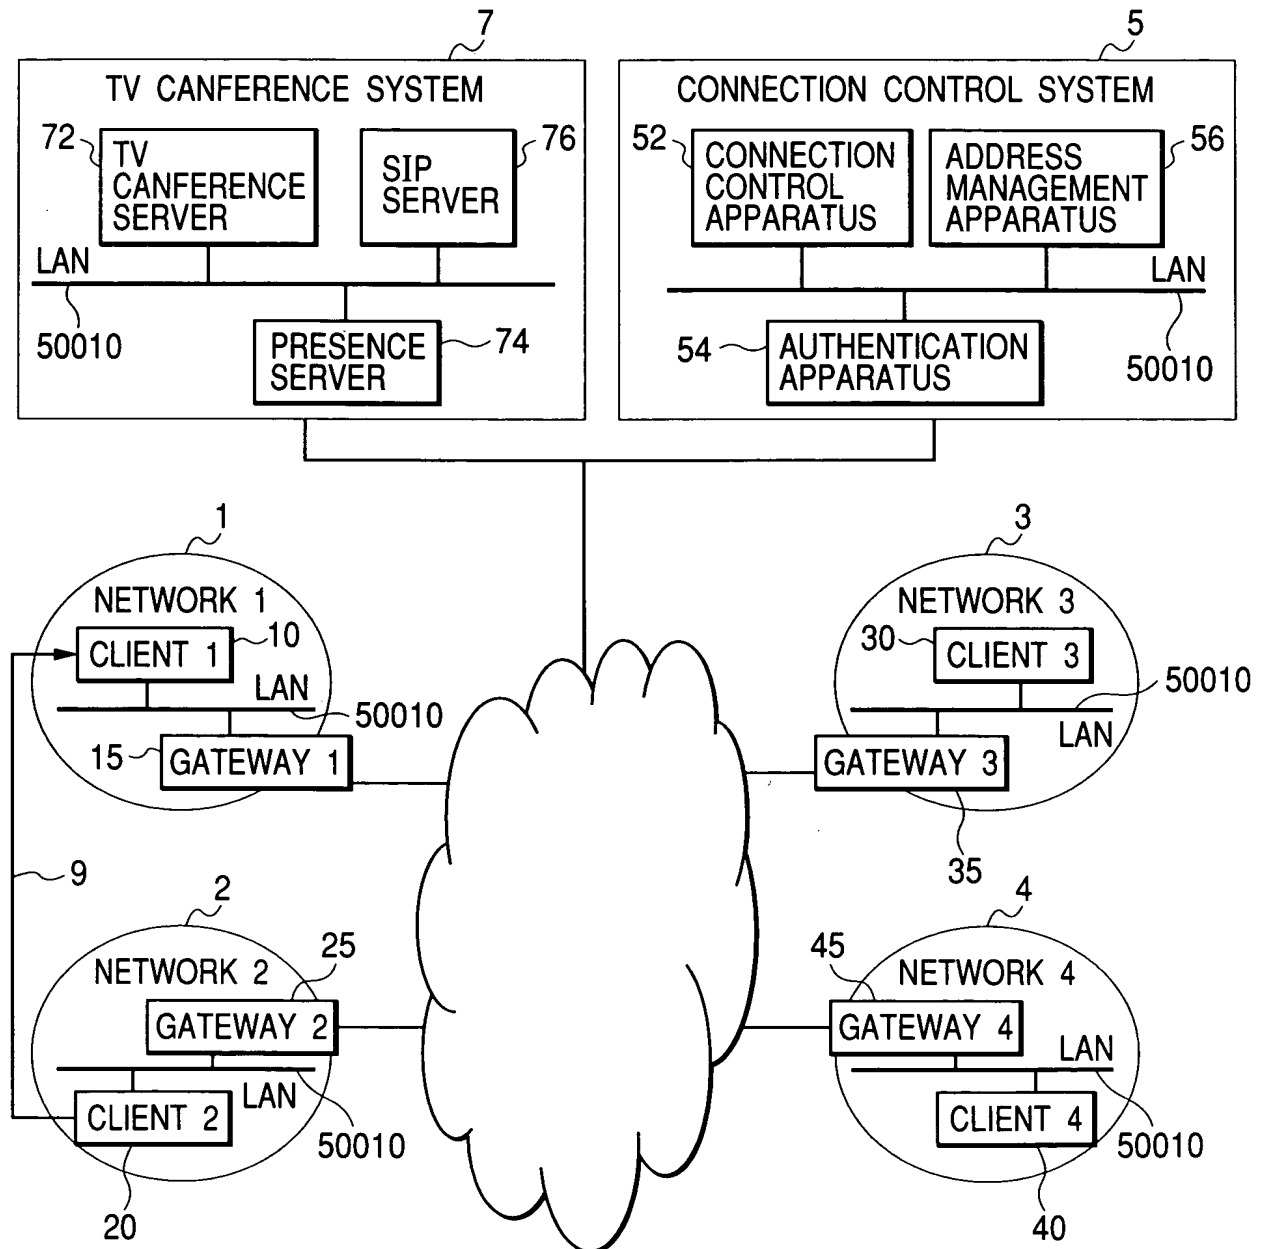 7
TV CANFERENCE SYSTEM
72
TV
CANFERENCE
SERVER
SIP
SERVER
76
LAN
50010
PRESENCE
SERVER
74
5
CONNECTION CONTROL SYSTEM
52
CONNECTION
CONTROL
APPARATUS
ADDRESS
MANAGEMENT
APPARATUS
56
LAN
50010
54
AUTHENTICATION
APPARATUS
1
NETWORK 1
10
CLIENT 1
LAN
50010
15
GATEWAY 1
3
NETWORK 3
30
CLIENT 3
50010
LAN
GATEWAY 3
35
9
2
NETWORK 2
25
GATEWAY 2
LAN
CLIENT 2
50010
20
4
45
NETWORK 4
GATEWAY 4
LAN
CLIENT 4
50010
40